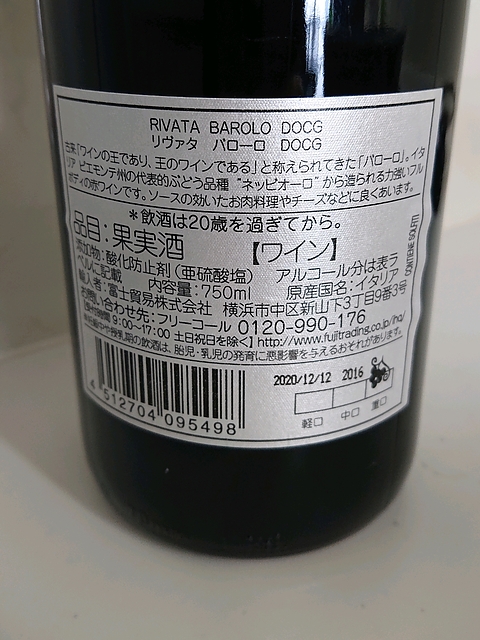 RIVATA BAROLO DOCG
リヴァタ バローロ DOCG
古来「ワインの王であり、王のワインである」と称えられてきた「バローロ」。イタ
リア ピエモンテ州の代表的ぶどう品種 "ネッビオーロ" から造られる力強いフル
ボディの赤ワインです。ソースの効いたお肉料理やチーズなどに良くあいます。
*飲酒は20歳を過ぎてから。
品目:果実酒 【ワイン】
添加物:酸化防止剤(亜硫酸塩) アルコール分は表ラ
ベルに記載 内容量:750ml 原産国名:イタリア
輸入者:富士貿易株式会社 横浜市中区新山下3丁目9番3号
お問い合わせ先:フリーコール 0120-990-176
受付時間 9:00~17:00 土日祝日を除く] http://www.fujitrading.co.jp/hq/
妊娠中や授乳期の飲酒は、胎児・乳児の発育に悪影響を与えるおそれがあります。
CONTIENE SOLFITI
4 512704 095498
2020/12/12 2016
軽口 中口 重口